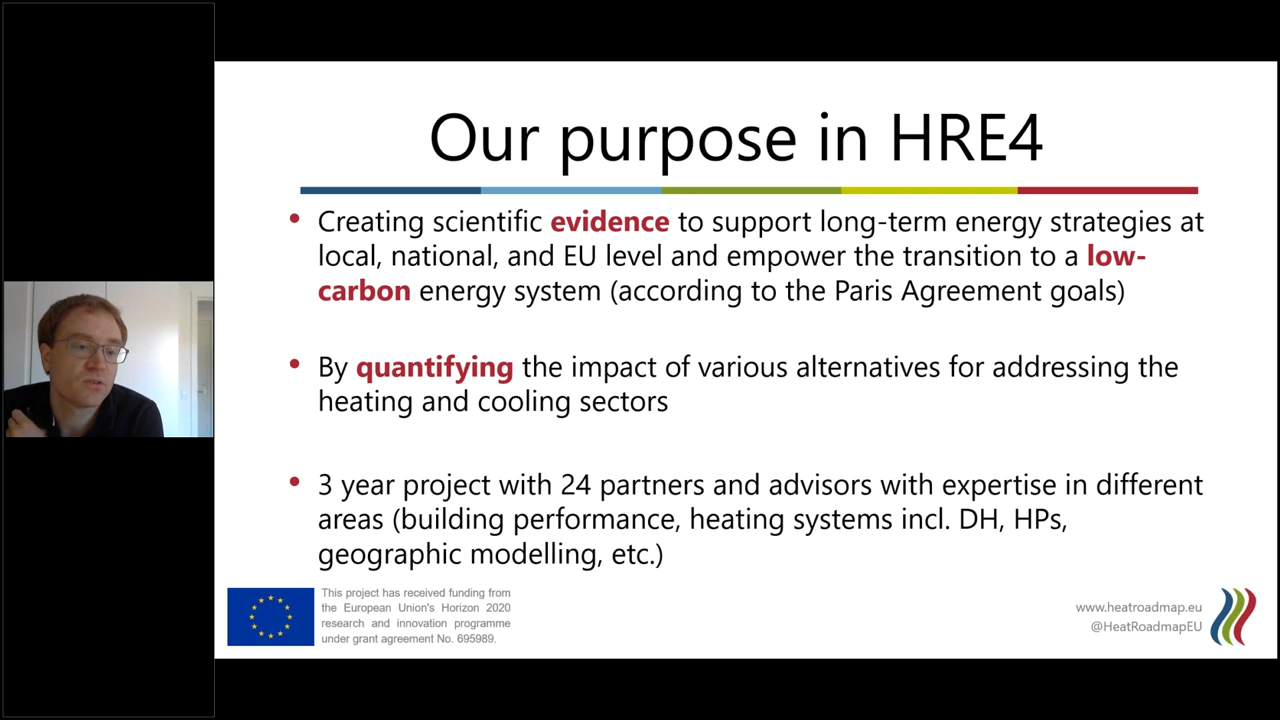 Our purpose in HRE4
• Creating scientific evidence to support long-term energy strategies at
local, national, and EU level and empower the transition to a low-
carbon energy system (according to the Paris Agreement goals)
• By quantifying the impact of various alternatives for addressing the
heating and cooling sectors
• 3 year project with 24 partners and advisors with expertise in different
areas (building performance, heating systems incl. DH, HPs,
geographic modelling, etc.)
This project has received funding from
the European Union's Horizon 2020
research and innovation programme
under grant agreement No. 695989.
www.heatroadmap.eu
@HeatRoadmapEU